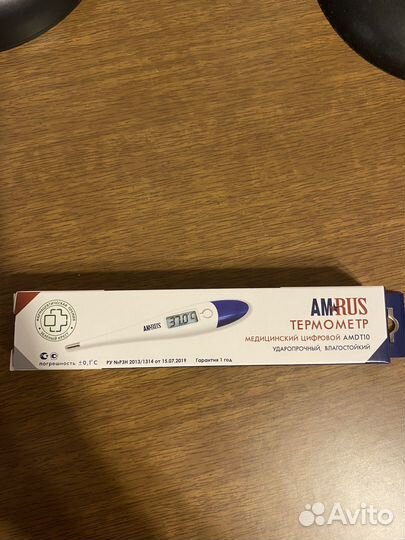 AMRUS
ТЕРМОМЕТР
МЕДИЦИНСКИЙ ЦИФРОВОЙ AMDT10
УДАРОПРОЧНЫЙ, ВЛАГОСТОЙКИЙ
AMRUS
37.09
погрешность ±0,1°C
РУ №РЗН 2013/1314 от 15.07.2019
Гарантия 1 год
Avito